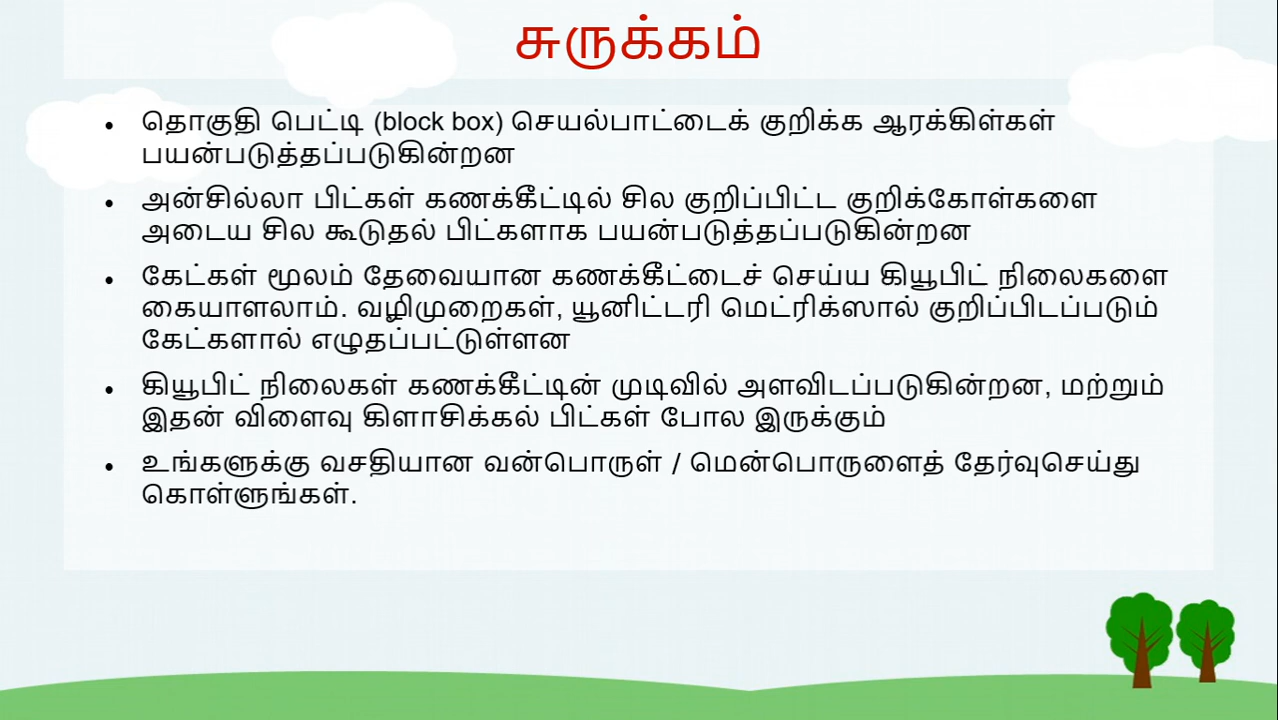 சுருக்கம்
• தொகுதி பெட்டி (block box) செயல்பாட்டைக் குறிக்க ஆரக்கிள்கள்
பயன்படுத்தப்படுகின்றன
• அன்சில்லா பிட்கள் கணக்கீட்டில் சில குறிப்பிட்ட குறிக்கோள்களை
அடைய சில கூடுதல் பிட்களாக பயன்படுத்தப்படுகின்றன
• கேட்கள் மூலம் தேவையான கணக்கீட்டைச் செய்ய கியூபிட் நிலைகளை
கையாளலாம். வழிமுறைகள், யூனிட்டரி மெட்ரிக்ஸால் குறிப்பிடப்படும்
கேட்களால் எழுதப்பட்டுள்ளன
• கியூபிட் நிலைகள் கணக்கீட்டின் முடிவில் அளவிடப்படுகின்றன, மற்றும்
இதன் விளைவு கிளாசிக்கல் பிட்கள் போல இருக்கும்
• உங்களுக்கு வசதியான வன்பொருள் / மென்பொருளைத் தேர்வுசெய்து
கொள்ளுங்கள்.